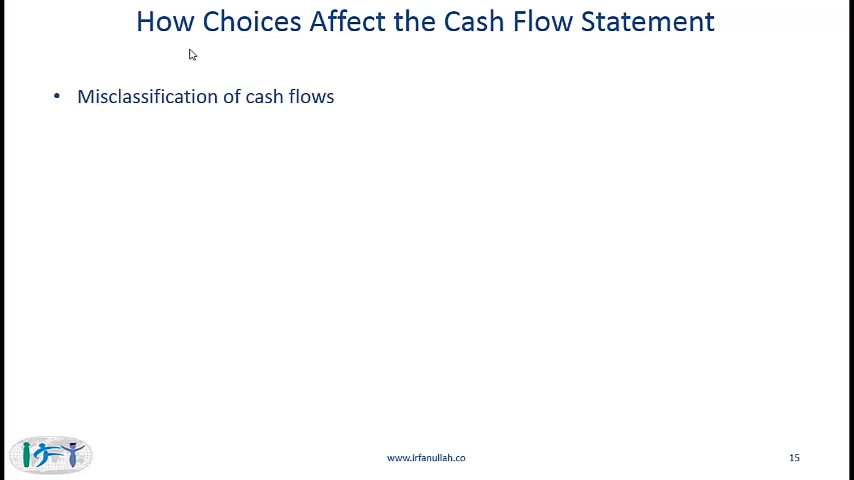 How Choices Affect the Cash Flow Statement
• Misclassification of cash flows
www.irfanullah.co
15